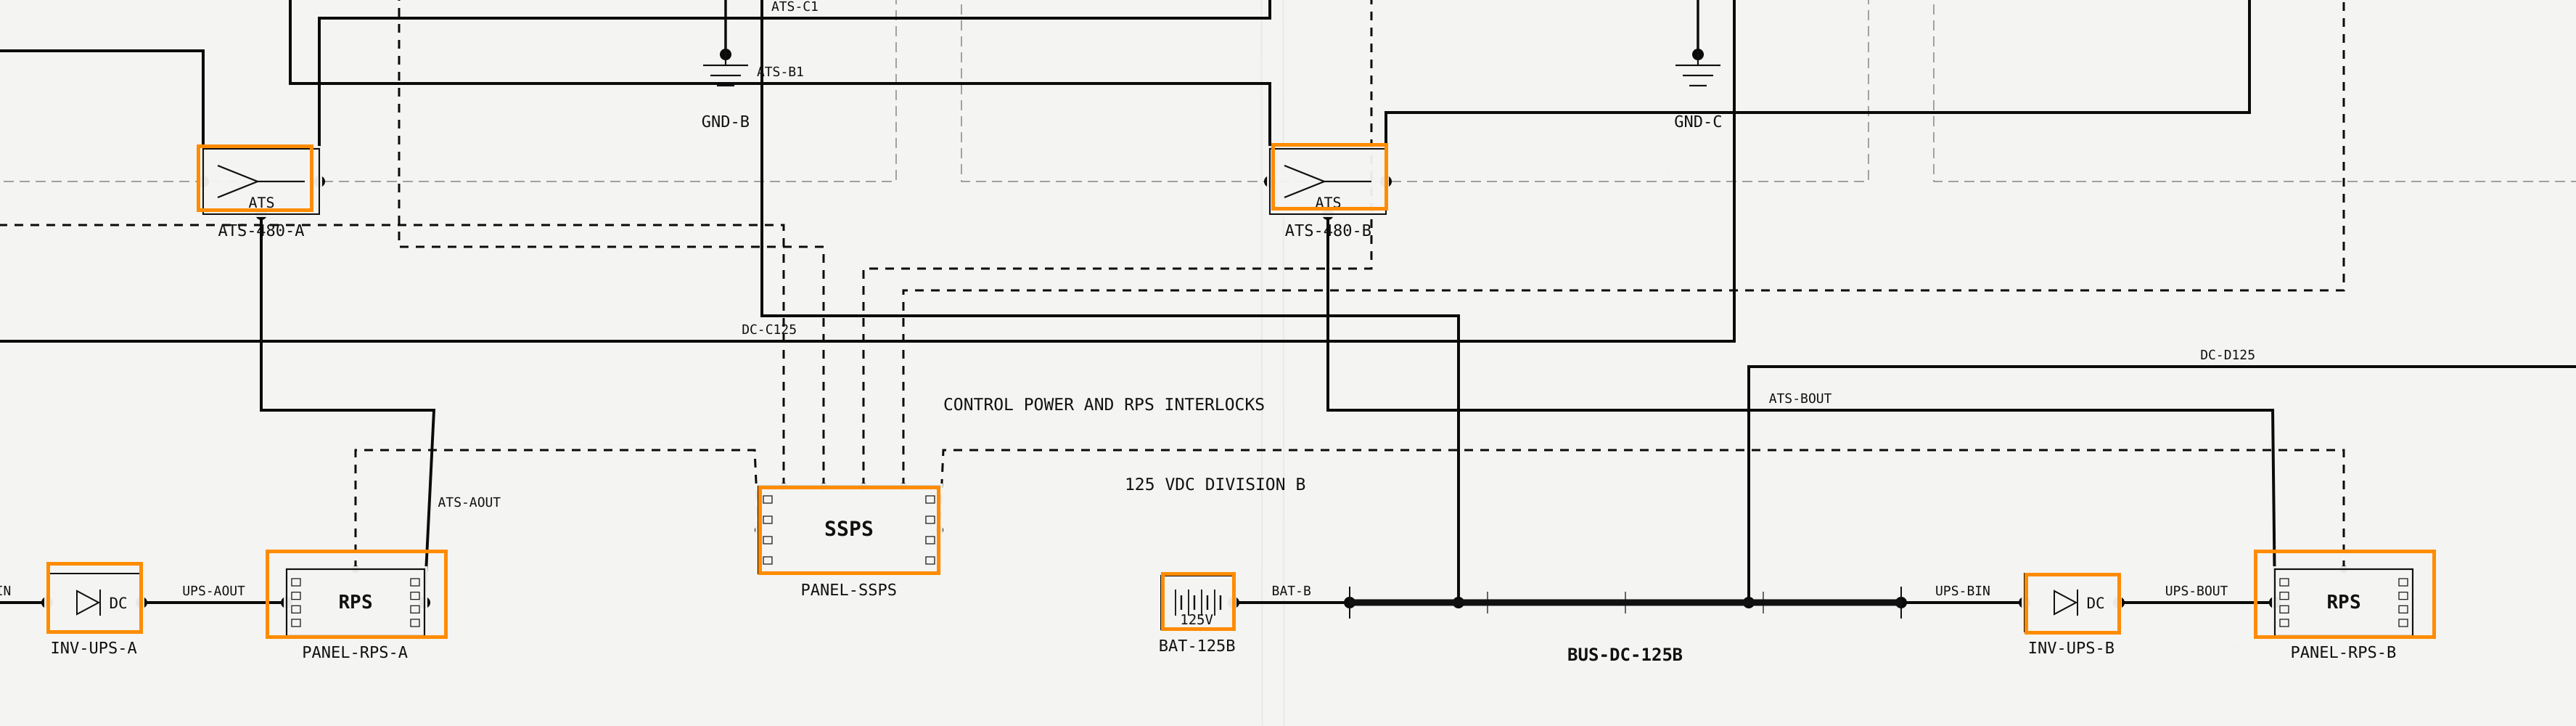 ATS-C1
ATS-B1
GND-B
GND-C
ATS
ATS
ATS-480-A
ATS-480-B
DC-C125
DC-D125
CONTROL POWER AND RPS INTERLOCKS
ATS-BOUT
125 VDC DIVISION B
ATS-AOUT
SSPS
PANEL-SSPS
IN
UPS-AOUT
BAT-B
UPS-BIN
UPS-BOUT
DC
RPS
125V
DC
RPS
INV-UPS-A
PANEL-RPS-A
BAT-125B
BUS-DC-125B
INV-UPS-B
PANEL-RPS-B